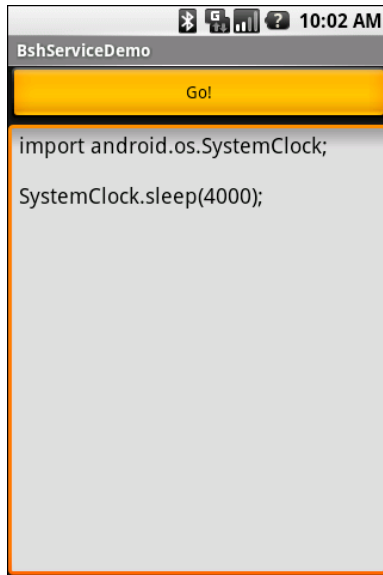 10:02 AM
BshServiceDemo
Go!
import android.os.SystemClock;
SystemClock.sleep(4000);